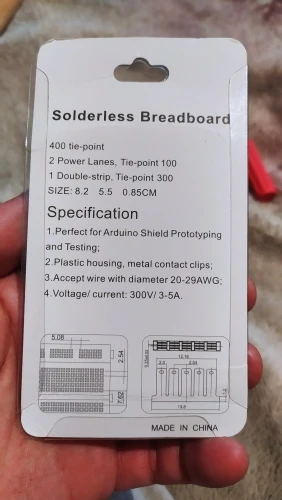 Solderless Breadboard
400 tie-point
2 Power Lanes, Tie-point 100
1 Double-strip, Tie-point 300
SIZE: 8.2 5.5 0.85CM
Specification
1.Perfect for Arduino Shield Prototyping
and Testing;
2.Plastic housing, metal contact clips;
3.Accept wire with diameter 20-29AWG;
4.Voltage/ current: 300V/ 3-5A.
5.08
2.54
7.62
MADE IN CHINA